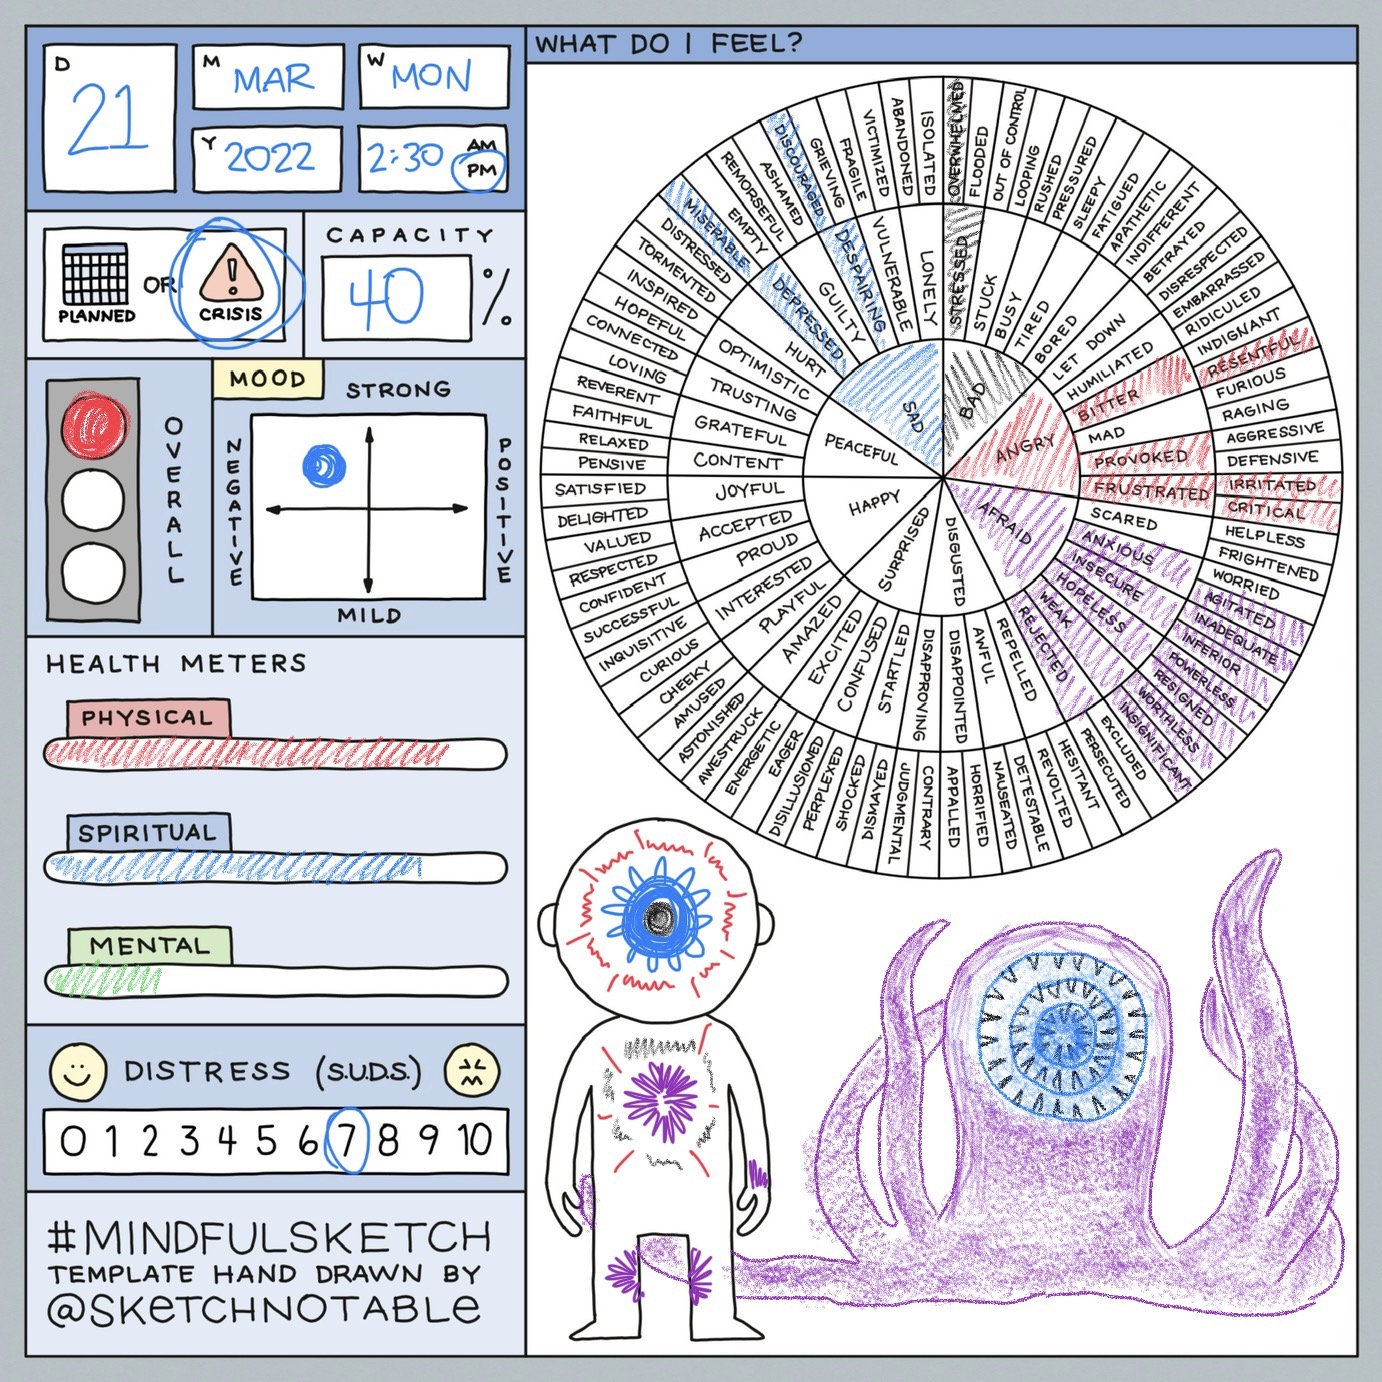 D
21
M
MAR
W
MON
Y
2022
2:30
AM
PM
PLANNED
OR
CRISIS
CAPACITY
40 %
OVERALL
MOOD
STRONG
NEGATIVE
POSITIVE
MILD
HEALTH METERS
PHYSICAL
SPIRITUAL
MENTAL
DISTRESS (S.U.D.S.)
0 1 2 3 4 5 6 7 8 9 10
#MINDFULSKETCH
TEMPLATE HAND DRAWN BY
@SKETCHNOTABLE
WHAT DO I FEEL?
BAD
ANGRY
AFRAID
DISGUSTED
SURPRISED
HAPPY
PEACEFUL
SAD
STRESSED
STUCK
BUSY
TIRED
BORED
LET DOWN
HUMILIATED
BITTER
MAD
PROVOKED
FRUSTRATED
SCARED
ANXIOUS
INSECURE
HOPELESS
WEAK
REJECTED
REPELLED
AWFUL
DISAPPOINTED
DISAPPROVING
STARTLED
CONFUSED
EXCITED
AMAZED
PLAYFUL
INTERESTED
PROUD
ACCEPTED
JOYFUL
CONTENT
GRATEFUL
TRUSTING
OPTIMISTIC
HURT
DEPRESSED
GUILTY
DESPAIRING
VULNERABLE
LONELY
OVERWHELMED
FLOODED
OUT OF CONTROL
LOOPING
RUSHED
PRESSURED
SLEEPY
FATIGUED
APATHETIC
INDIFFERENT
BETRAYED
DISRESPECTED
EMBARRASSED
RIDICULED
INDIGNANT
RESENTFUL
FURIOUS
RAGING
AGGRESSIVE
DEFENSIVE
IRRITATED
CRITICAL
HELPLESS
FRIGHTENED
WORRIED
AGITATED
INADEQUATE
INFERIOR
POWERLESS
RESIGNED
WORTHLESS
INSIGNIFICANT
EXCLUDED
PERSECUTED
HESITANT
REVOLTED
DETESTABLE
NAUSEATED
HORRIFIED
APPALLED
CONTRARY
JUDGMENTAL
DISMAYED
SHOCKED
PERPLEXED
DISILLUSIONED
EAGER
ENERGETIC
AWESTRUCK
ASTONISHED
AMUSED
CHEEKY
CURIOUS
INQUISITIVE
SUCCESSFUL
CONFIDENT
RESPECTED
VALUED
DELIGHTED
SATISFIED
PENSIVE
RELAXED
FAITHFUL
REVERENT
LOVING
CONNECTED
HOPEFUL
INSPIRED
TORMENTED
DISTRESSED
MISERABLE
EMPTY
REMORSEFUL
ASHAMED
DISCOURAGED
GRIEVING
FRAGILE
VICTIMIZED
ABANDONED
ISOLATED